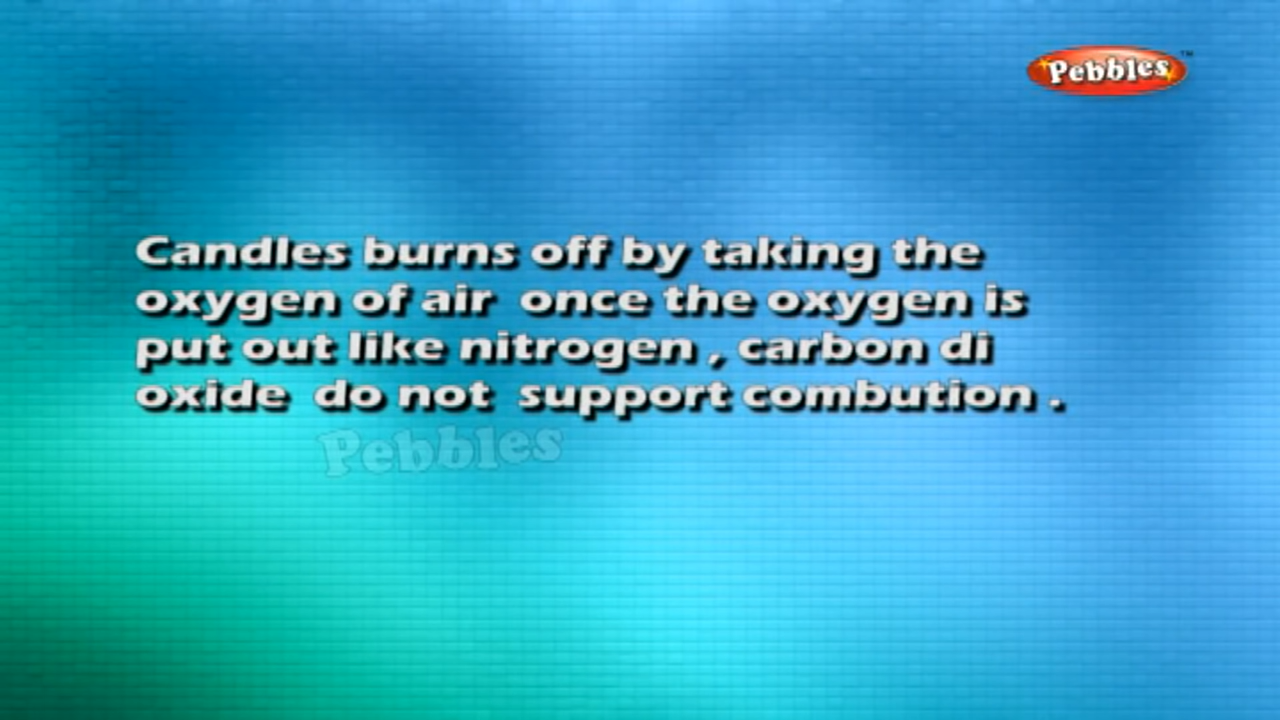 Pebbles™
Candles burns off by taking the
oxygen of air once the oxygen is
put out like nitrogen , carbon di
oxide do not support combution .
Pebbles